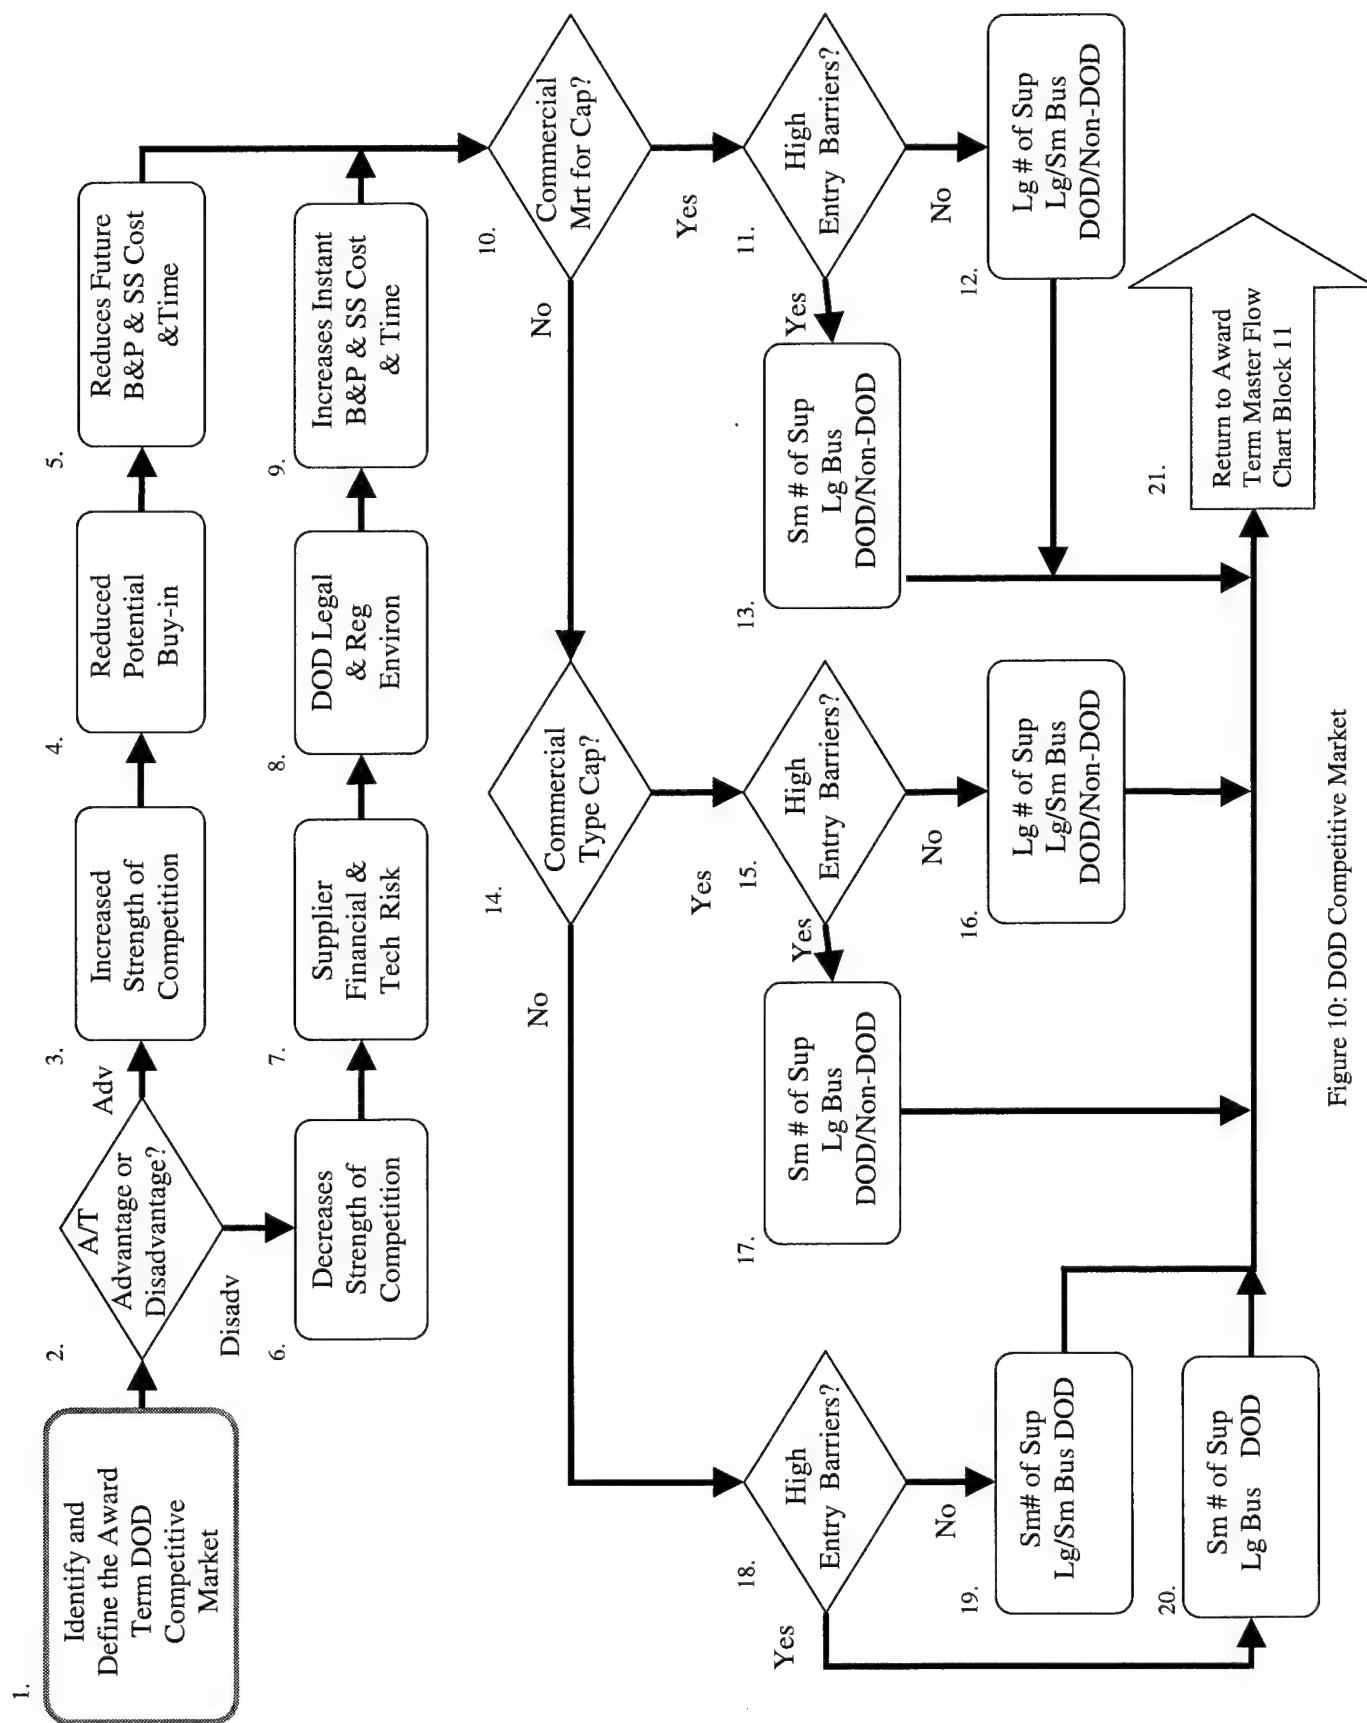 1.
Identify and
Define the Award
Term DOD
Competitive
Market
2.
A/T
Advantage or
Disadvantage?
Adv
Disadv
3.
Increased
Strength of
Competition
4.
Reduced
Potential
Buy-in
5.
Reduces Future
B&P & SS Cost
&Time
6.
Decreases
Strength of
Competition
7.
Supplier
Financial &
Tech Risk
8.
DOD Legal
& Reg
Environ
9.
Increases Instant
B&P & SS Cost
& Time
10.
Commercial
Mrt for Cap?
No
Yes
11.
High
Entry Barriers?
Yes
No
12.
Lg # of Sup
Lg/Sm Bus
DOD/Non-DOD
13.
Sm # of Sup
Lg Bus
DOD/Non-DOD
14.
Commercial
Type Cap?
No
Yes
15.
High
Entry Barriers?
Yes
No
16.
Lg # of Sup
Lg/Sm Bus
DOD/Non-DOD
17.
Sm # of Sup
Lg Bus
DOD/Non-DOD
18.
High
Entry Barriers?
Yes
No
19.
Sm# of Sup
Lg/Sm Bus DOD
20.
Sm # of Sup
Lg Bus DOD
21.
Return to Award
Term Master Flow
Chart Block 11
Figure 10: DOD Competitive Market